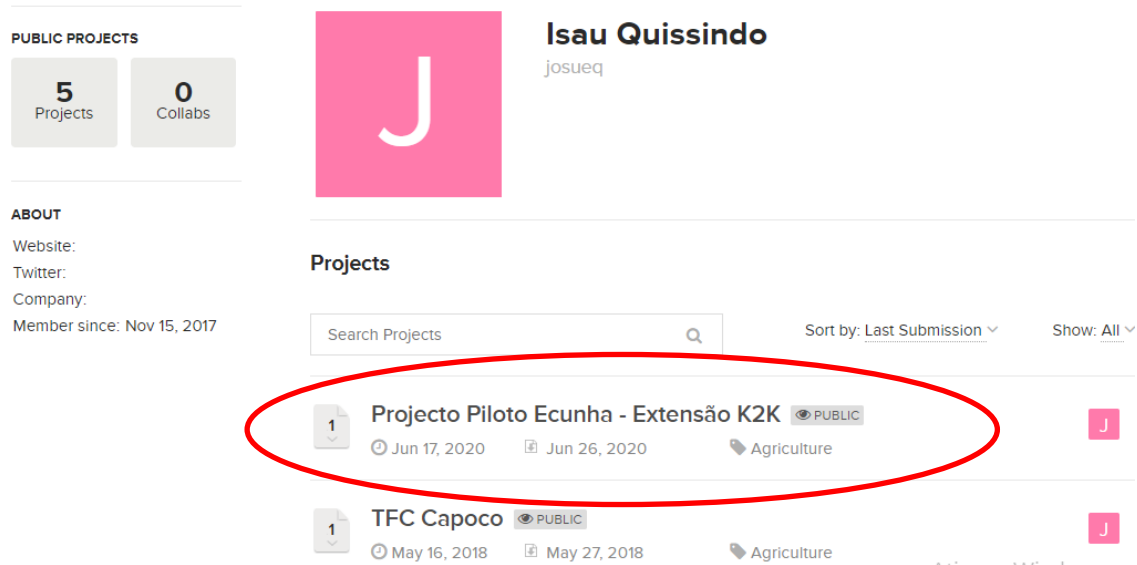 PUBLIC PROJECTS
5
Projects
0
Collabs
ABOUT
Website:
Twitter:
Company:
Member since: Nov 15, 2017
J
Isau Quissindo
josueq
Projects
Search Projects
Sort by: Last Submission
Show: All
1
Projecto Piloto Ecunha - Extensão K2K
PUBLIC
Jun 17, 2020
Jun 26, 2020
Agriculture
J
1
TFC Capoco
PUBLIC
May 16, 2018
May 27, 2018
Agriculture
J